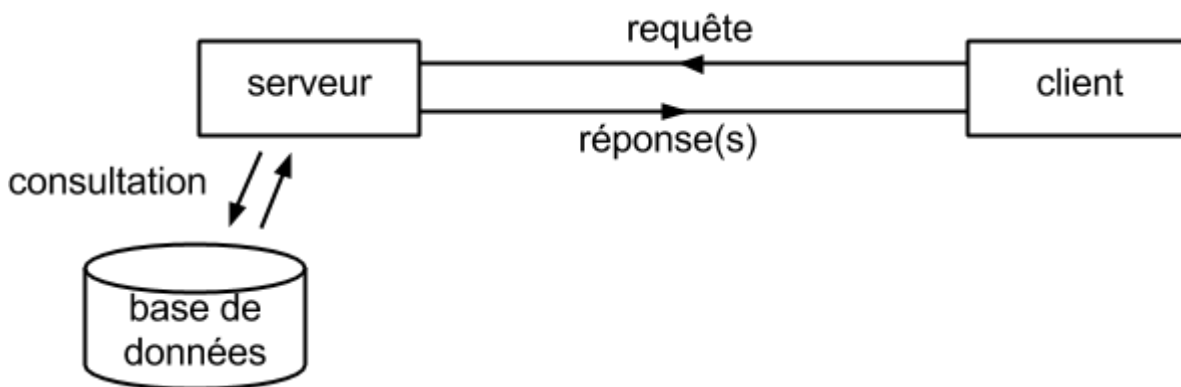 requête
serveur
client
réponse(s)
consultation
base de
données